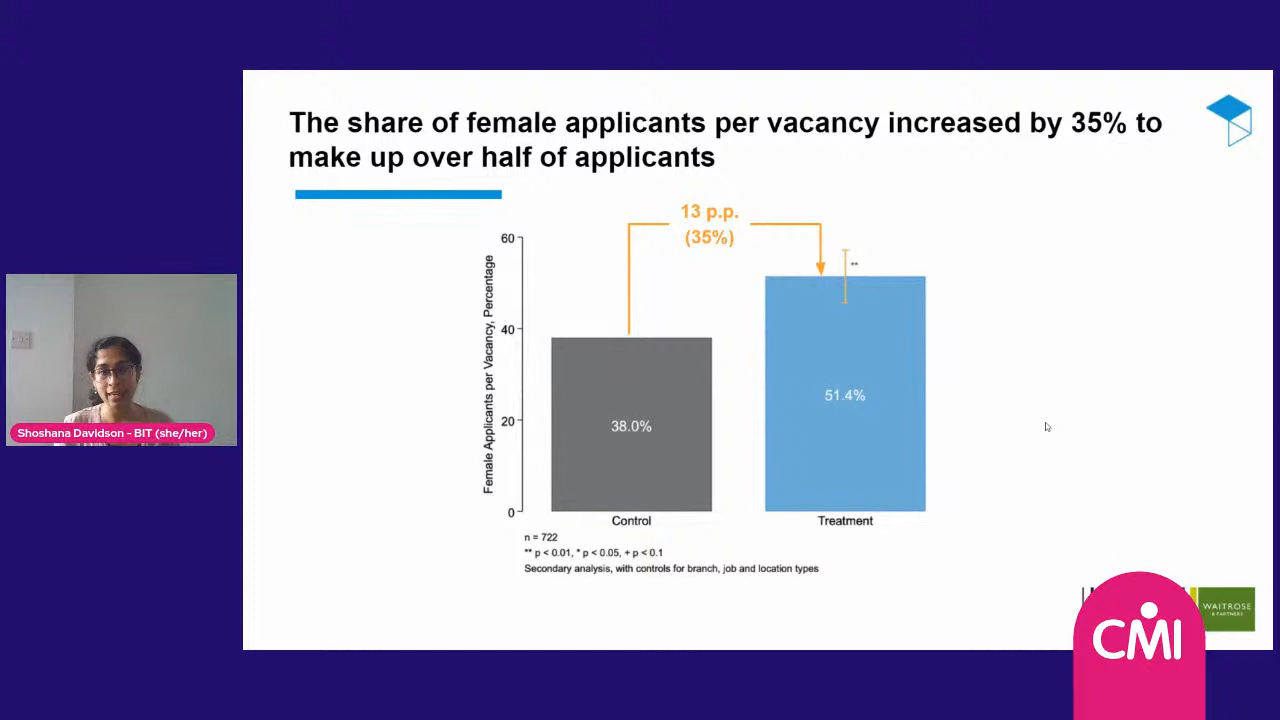 The share of female applicants per vacancy increased by 35% to
make up over half of applicants
13 p.p.
(35%)
Female Applicants per Vacancy, Percentage
60
40
20
0
**
38.0%
51.4%
Control
Treatment
n = 722
** p < 0.01, * p < 0.05, + p < 0.1
Secondary analysis, with controls for branch, job and location types
Shoshana Davidson - BIT (she/her)
WAITROSE
& PARTNERS
CMI